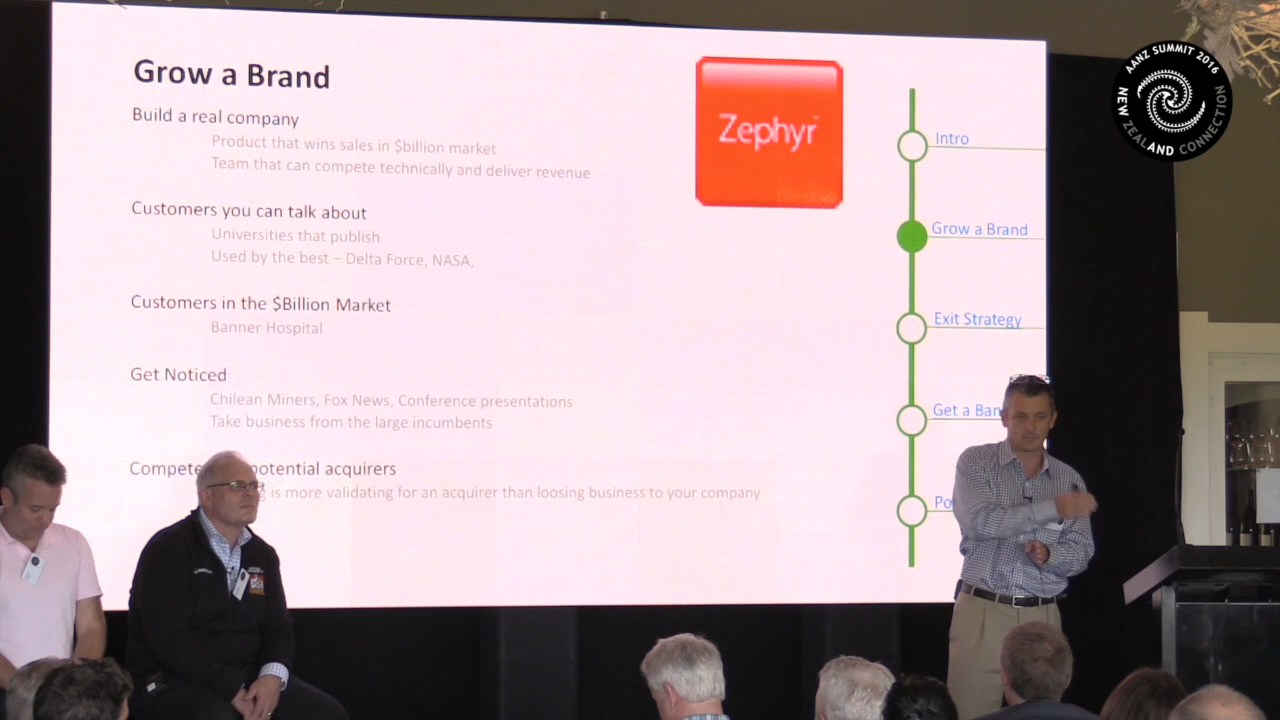 Grow a Brand
Build a real company
Product that wins sales in $billion market
Team that can compete technically and deliver revenue
Customers you can talk about
Universities that publish
Used by the best – Delta Force, NASA,
Customers in the $Billion Market
Banner Hospital
Get Noticed
Chilean Miners, Fox News, Conference presentations
Take business from the large incumbents
Compete potential acquirers
is more validating for an acquirer than loosing business to your company
Zephyr
Intro
Grow a Brand
Exit Strategy
Get a Ban
Po
AANZ SUMMIT 2016
NEW ZEALAND CONNECTION